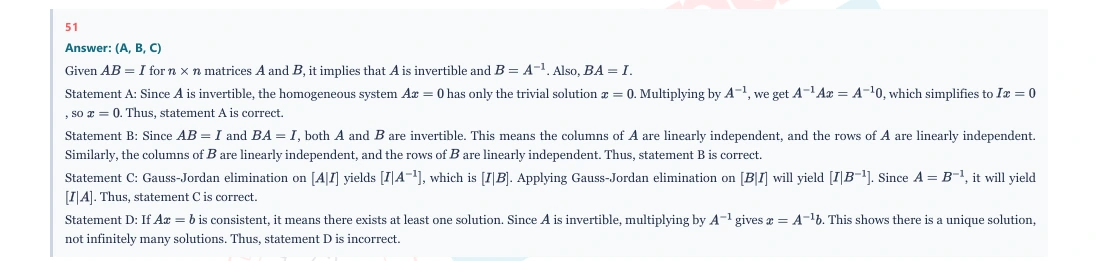 51
Answer: (A, B, C)
Given AB = I for n × n matrices A and B, it implies that A is invertible and B = A⁻¹. Also, BA = I.
Statement A: Since A is invertible, the homogeneous system Ax = 0 has only the trivial solution x = 0. Multiplying by A⁻¹, we get A⁻¹Ax = A⁻¹0, which simplifies to Ix = 0
, so x = 0. Thus, statement A is correct.
Statement B: Since AB = I and BA = I, both A and B are invertible. This means the columns of A are linearly independent, and the rows of A are linearly independent.
Similarly, the columns of B are linearly independent, and the rows of B are linearly independent. Thus, statement B is correct.
Statement C: Gauss-Jordan elimination on [A|I] yields [I|A⁻¹], which is [I|B]. Applying Gauss-Jordan elimination on [B|I] will yield [I|B⁻¹]. Since A = B⁻¹, it will yield
[I|A]. Thus, statement C is correct.
Statement D: If Ax = b is consistent, it means there exists at least one solution. Since A is invertible, multiplying by A⁻¹ gives x = A⁻¹b. This shows there is a unique solution,
not infinitely many solutions. Thus, statement D is incorrect.